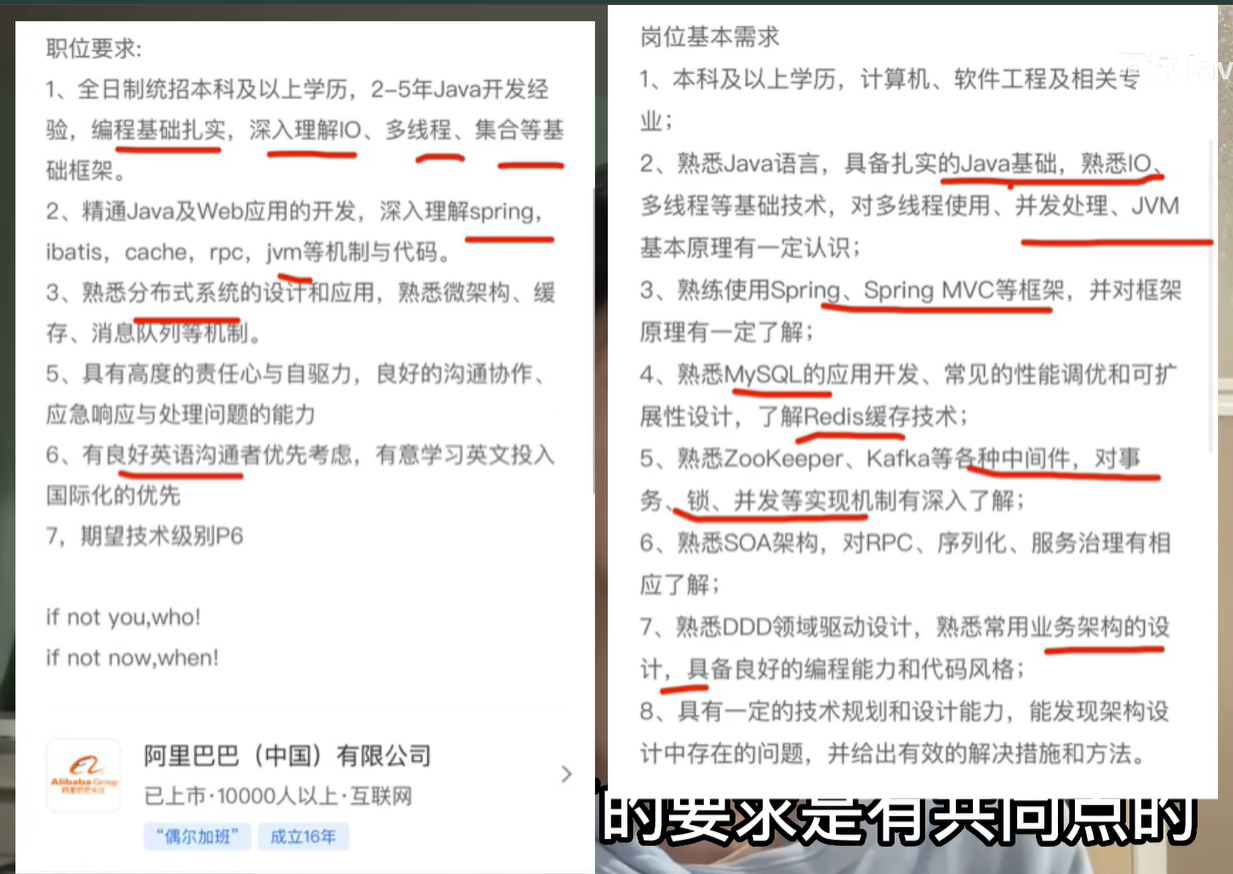 职位要求:
1、全日制统招本科及以上学历，2-5年Java开发经
验，编程基础扎实，深入理解IO、多线程、集合等基
础框架。
2、精通Java及Web应用的开发，深入理解spring，
ibatis，cache，rpc，jvm等机制与代码。
3、熟悉分布式系统的设计和应用，熟悉微架构、缓
存、消息队列等机制。
5、具有高度的责任心与自驱力，良好的沟通协作、
应急响应与处理问题的能力
6、有良好英语沟通者优先考虑，有意学习英文投入
国际化的优先
7，期望技术级别P6
if not you,who!
if not now,when!
Alibaba Group
阿里巴巴集团
阿里巴巴（中国）有限公司
已上市·10000人以上·互联网
“偶尔加班”
成立16年
岗位基本需求
1、本科及以上学历，计算机、软件工程及相关专
业；
2、熟悉Java语言，具备扎实的Java基础，熟悉IO、
多线程等基础技术，对多线程使用、并发处理、JVM
基本原理有一定认识；
3、熟练使用Spring、Spring MVC等框架，并对框架
原理有一定了解；
4、熟悉MySQL的应用开发、常见的性能调优和可扩
展性设计，了解Redis缓存技术；
5、熟悉ZooKeeper、Kafka等各种中间件，对事
务、锁、并发等实现机制有深入了解；
6、熟悉SOA架构，对RPC、序列化、服务治理有相
应了解；
7、熟悉DDD领域驱动设计，熟悉常用业务架构的设
计，具备良好的编程能力和代码风格；
8、具有一定的技术规划和设计能力，能发现架构设
计中存在的问题，并给出有效的解决措施和方法。
的要求是有共同点的